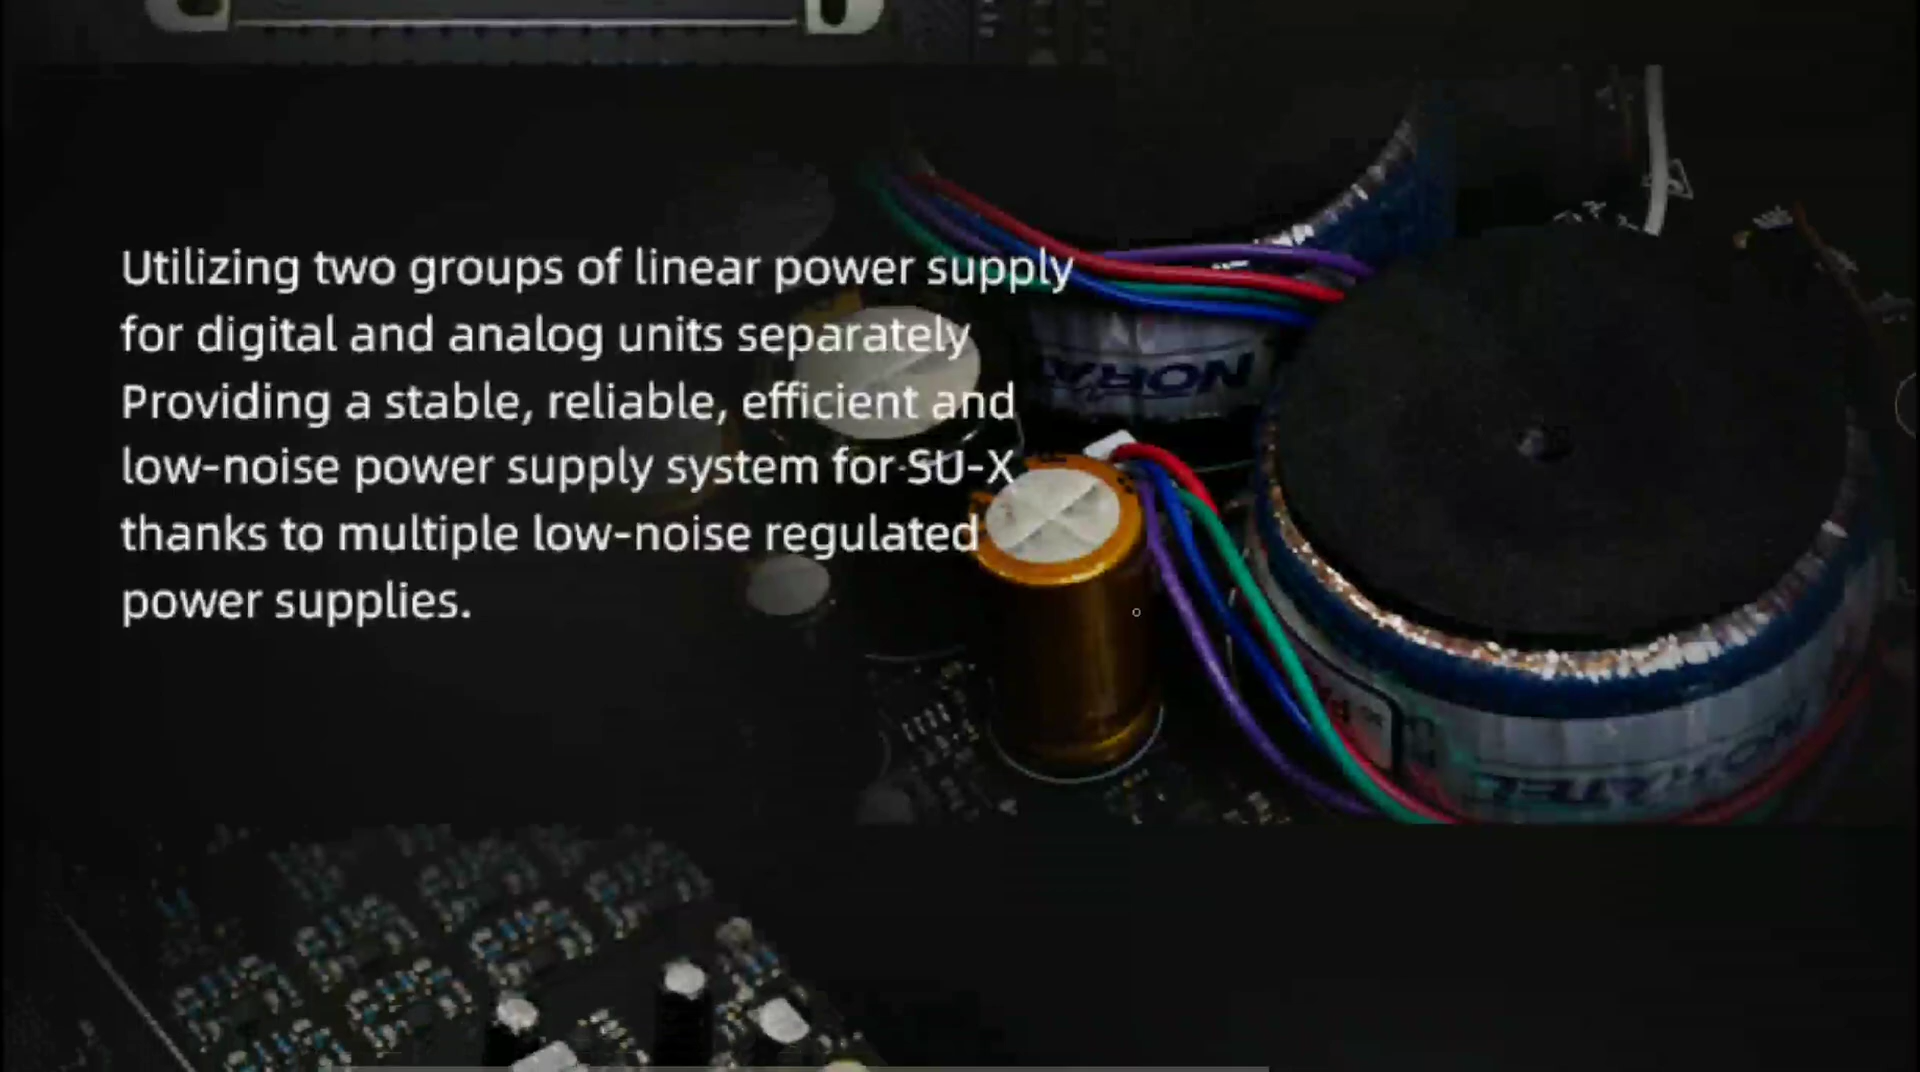 Utilizing two groups of linear power supply
for digital and analog units separately
Providing a stable, reliable, efficient and
low-noise power supply system for SU-X
thanks to multiple low-noise regulated
power supplies.